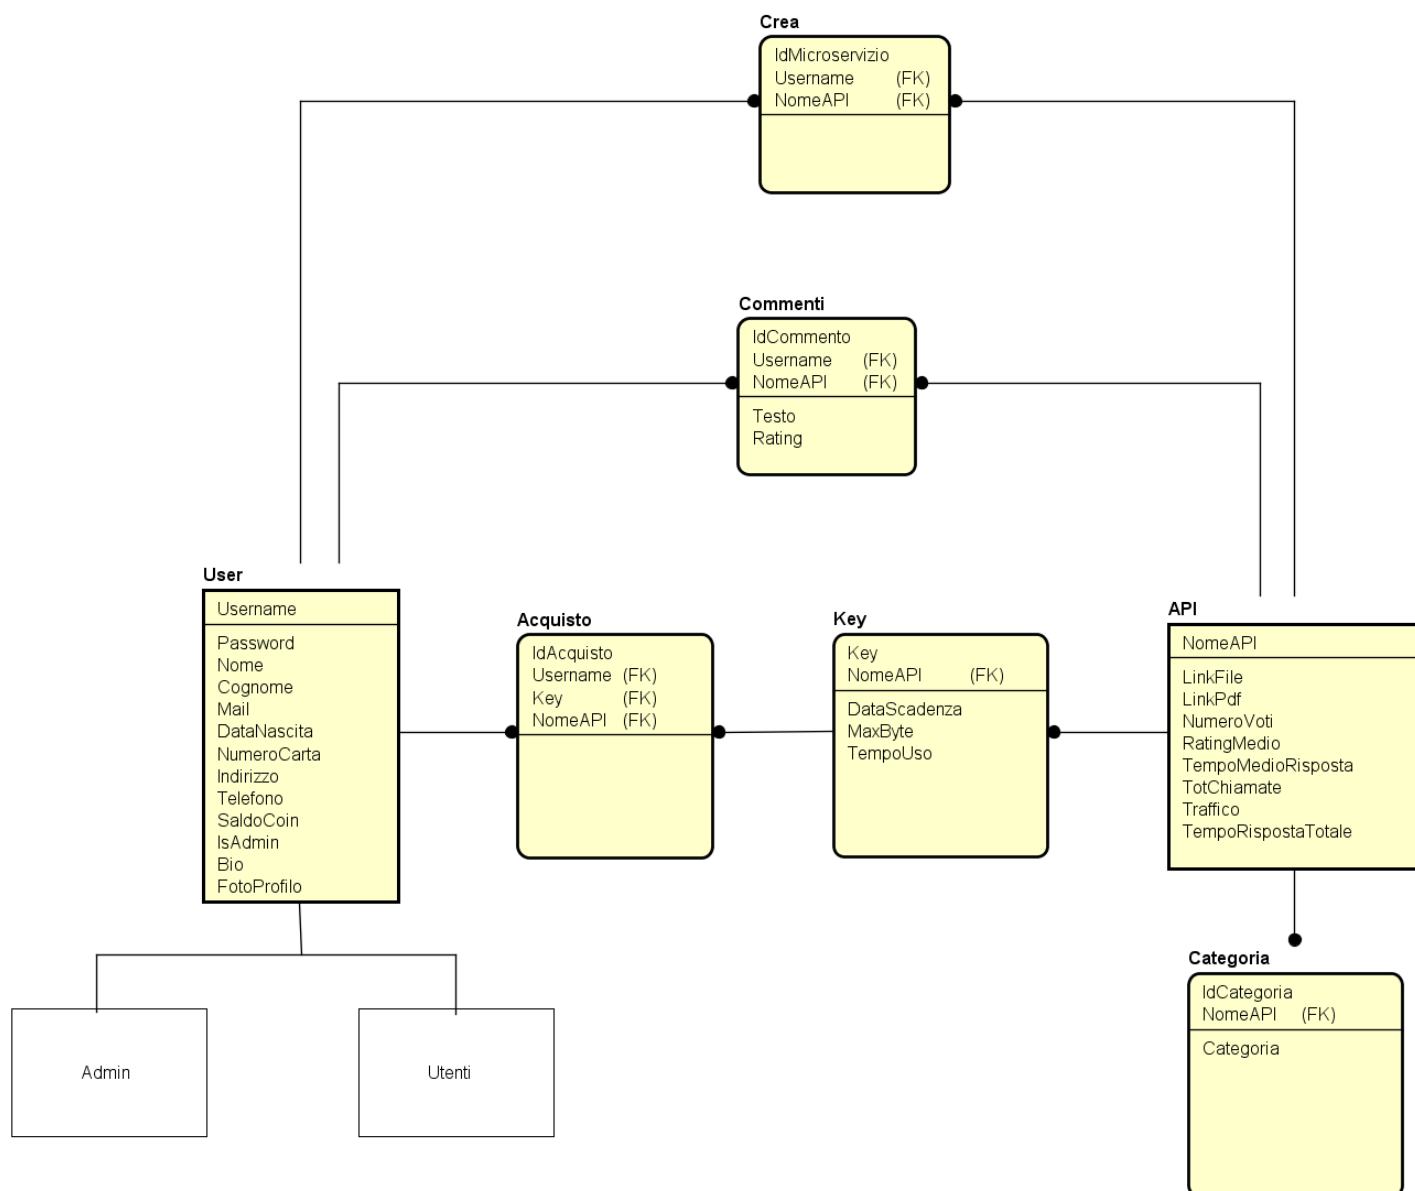 Crea
IdMicroservizio
Username (FK)
NomeAPI (FK)
Commenti
IdCommento
Username (FK)
NomeAPI (FK)
Testo
Rating
User
Username
Password
Nome
Cognome
Mail
DataNascita
NumeroCarta
Indirizzo
Telefono
SaldoCoin
IsAdmin
Bio
FotoProfilo
Acquisto
IdAcquisto
Username (FK)
Key (FK)
NomeAPI (FK)
Key
Key
NomeAPI (FK)
DataScadenza
MaxByte
TempoUso
API
NomeAPI
LinkFile
LinkPdf
NumeroVoti
RatingMedio
TempoMedioRisposta
TotChiamate
Traffico
TempoRispostaTotale
Admin
Utenti
Categoria
IdCategoria
NomeAPI (FK)
Categoria